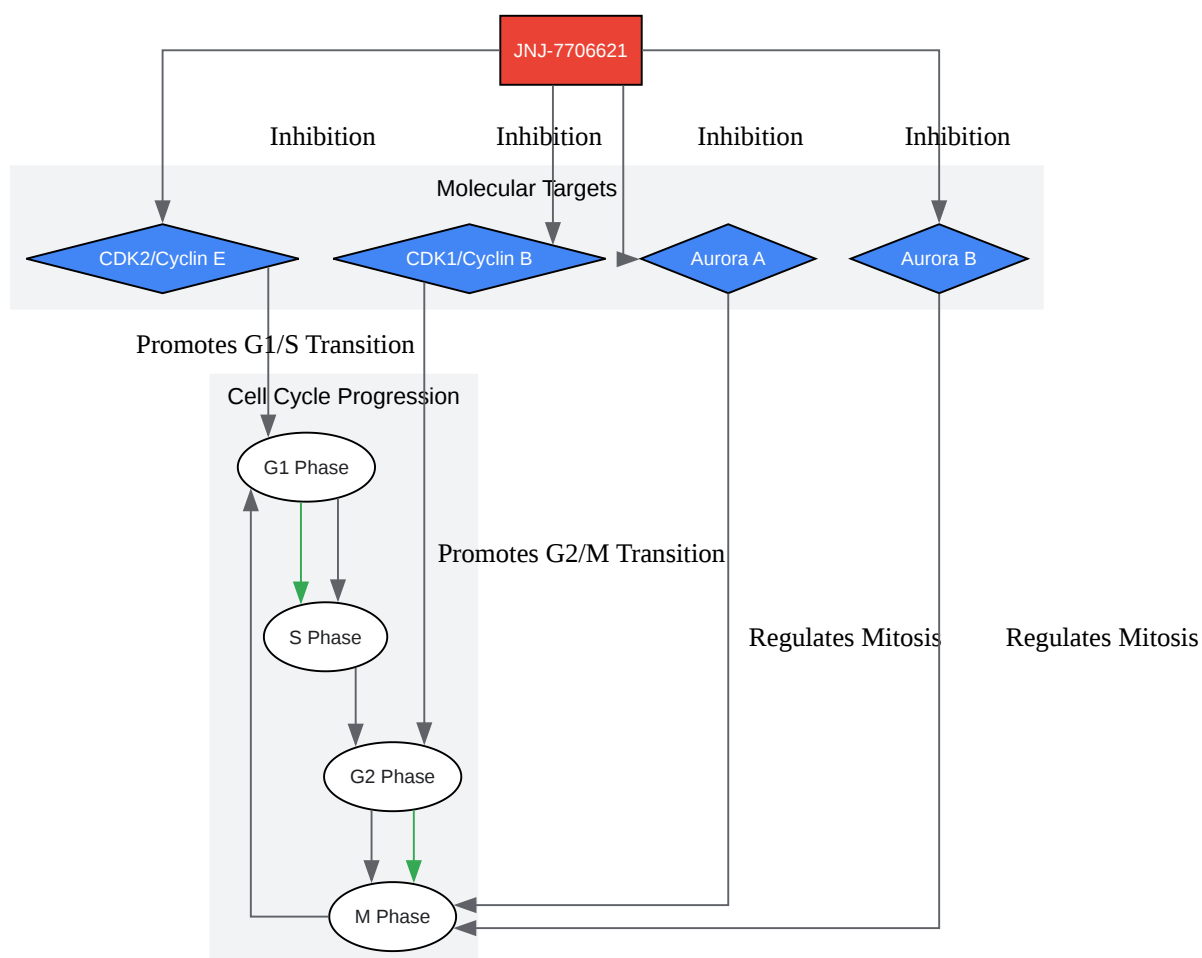 JNJ-7706621
Inhibition
Inhibition
Inhibition
Inhibition
Molecular Targets
CDK2/Cyclin E
CDK1/Cyclin B
Aurora A
Aurora B
Promotes G1/S Transition
Cell Cycle Progression
G1 Phase
Promotes G2/M Transition
S Phase
Regulates Mitosis
Regulates Mitosis
G2 Phase
M Phase